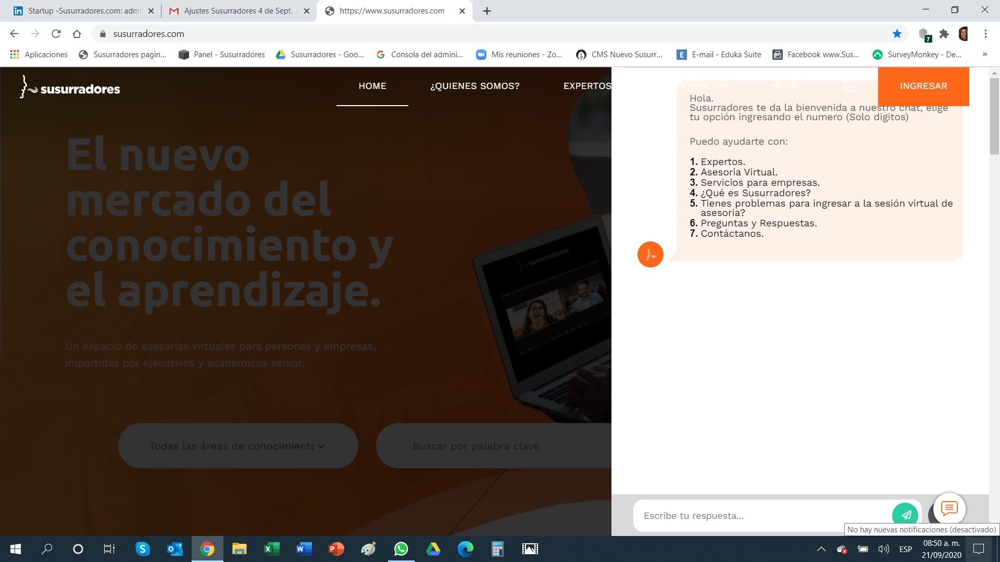 Startup -Susurradores.com: admi
Ajustes Susurradores 4 de Sept.
https://www.susurradores.com
susurradores.com
7
Aplicaciones
Susurradores pagin...
Panel - Susurradores
Susurradores - Goo...
Consola del admini...
Mis reuniones - Zo...
CMS Nuevo Susurr...
E-mail - Eduka Suite
Facebook www.Sus...
SurveyMonkey - De...
»
susurradores
HOME
¿QUIENES SOMOS?
EXPERTOS
FERENCIAS
BLOG
INGRESAR
El nuevo
mercado del
conocimiento y
el aprendizaje.
Un espacio de asesorías virtuales para personas y empresas,
impartidas por ejecutivos y académicos sénior.
susurradores
Todas las áreas de conocimiento
Buscar por palabra clave
Hola.
Susurradores te da la bienvenida a nuestro chat, elige
tu opción ingresando el numero (Solo digitos)
Puedo ayudarte con:
1. Expertos.
2. Asesoria Virtual.
3. Servicios para empresas.
4. ¿Qué es Susurradores?
5. Tienes problemas para ingresar a la sesión virtual de
asesoria?
6. Preguntas y Respuestas.
7. Contáctanos.
Escribe tu respuesta...
No hay nuevas notificaciones (desactivado)
ESP
08:50 a. m.
21/09/2020